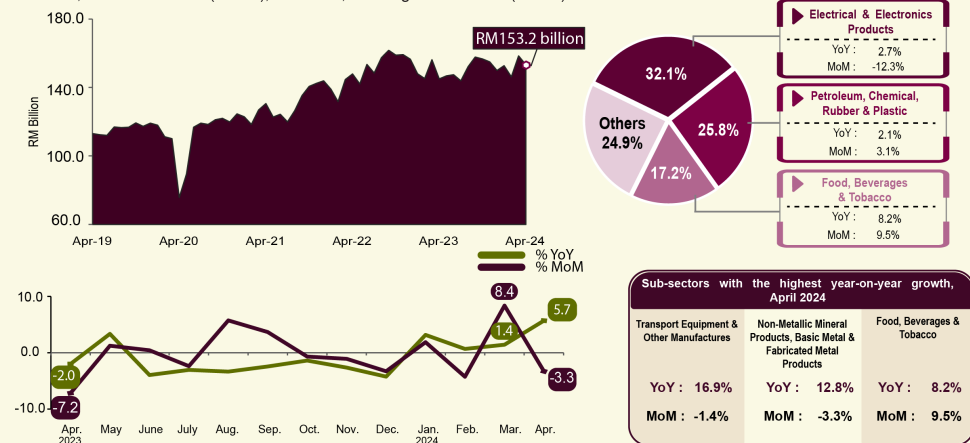 180.0
140.0
100.0
60.0
RM Billion
RM153.2 billion
Apr-19
Apr-20
Apr-21
Apr-22
Apr-23
Apr-24
32.1%
25.8%
17.2%
Others
24.9%
Electrical & Electronics
Products
YoY : 2.7%
MoM : -12.3%
Petroleum, Chemical,
Rubber & Plastic
YoY : 2.1%
MoM : 3.1%
Food, Beverages
& Tobacco
YoY : 8.2%
MoM : 9.5%
% YoY
% MoM
10.0
0.0
-10.0
-2.0
-7.2
8.4
1.4
5.7
-3.3
Apr.
2023
May
June
July
Aug.
Sep.
Oct.
Nov.
Dec.
Jan.
2024
Feb.
Mar.
Apr.
Sub-sectors with the highest year-on-year growth,
April 2024
Transport Equipment &
Other Manufactures
YoY : 16.9%
MoM : -1.4%
Non-Metallic Mineral
Products, Basic Metal &
Fabricated Metal
Products
YoY : 12.8%
MoM : -3.3%
Food, Beverages &
Tobacco
YoY : 8.2%
MoM : 9.5%